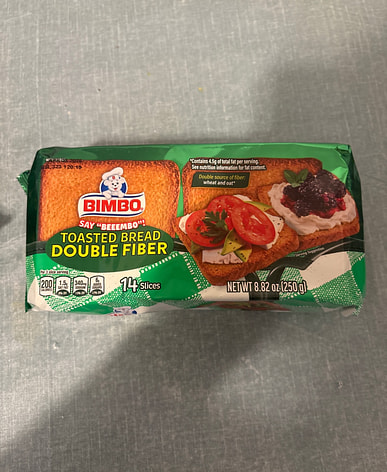 *Contains 4.5g of total fat per serving.
See nutrition information for fat content.
Double source of fiber:
wheat and oat*
BIMBO
SAY "BEEEMBO"!
TOASTED BREAD
DOUBLE FIBER
200
14 Slices
NET WT 8.82 oz (250 g)